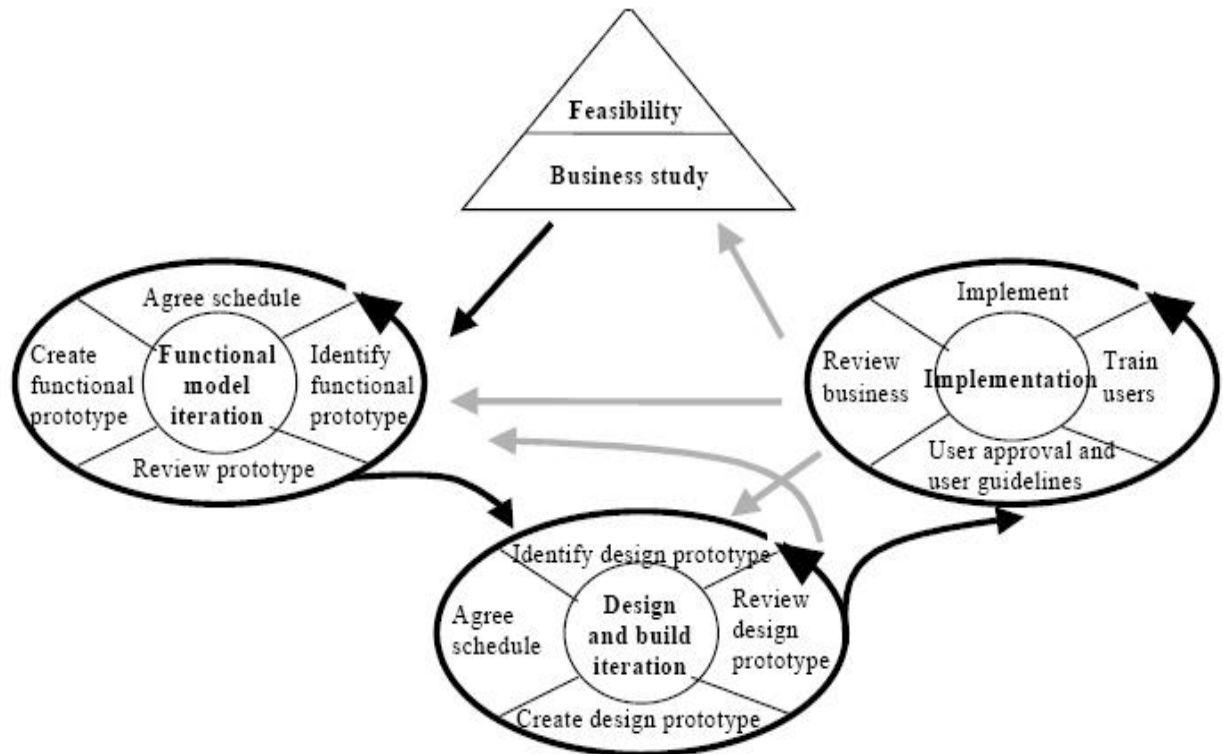 Feasibility
Business study
Agree schedule
Create
functional
prototype
Functional
model
iteration
Identify
functional
prototype
Review prototype
Implement
Review
business
Implementation
Train
users
User approval and
user guidelines
Identify design prototype
Agree
schedule
Design
and build
iteration
Review
design
prototype
Create design prototype